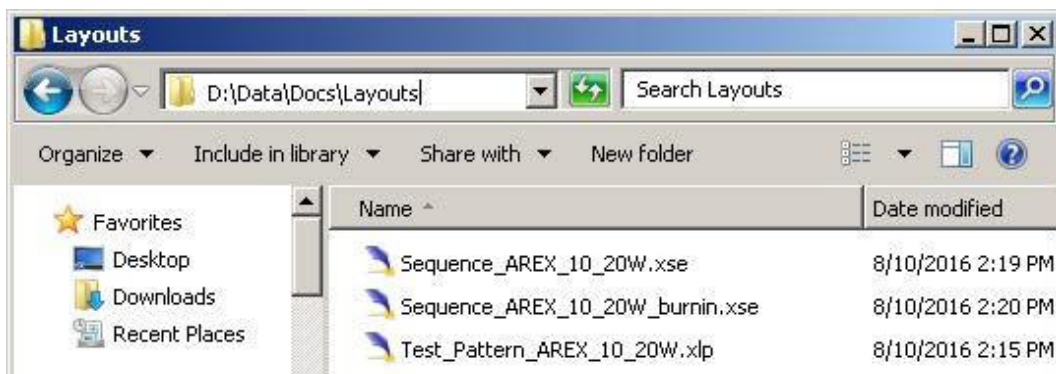 Layouts
D:\Data\Docs\Layouts Search Layouts
Organize Include in library Share with New folder
Favorites
Desktop
Downloads
Recent Places
Name Date modified
Sequence_AREX_10_20W.xse 8/10/2016 2:19 PM
Sequence_AREX_10_20W_burnin.xse 8/10/2016 2:20 PM
Test_Pattern_AREX_10_20W.xlp 8/10/2016 2:15 PM